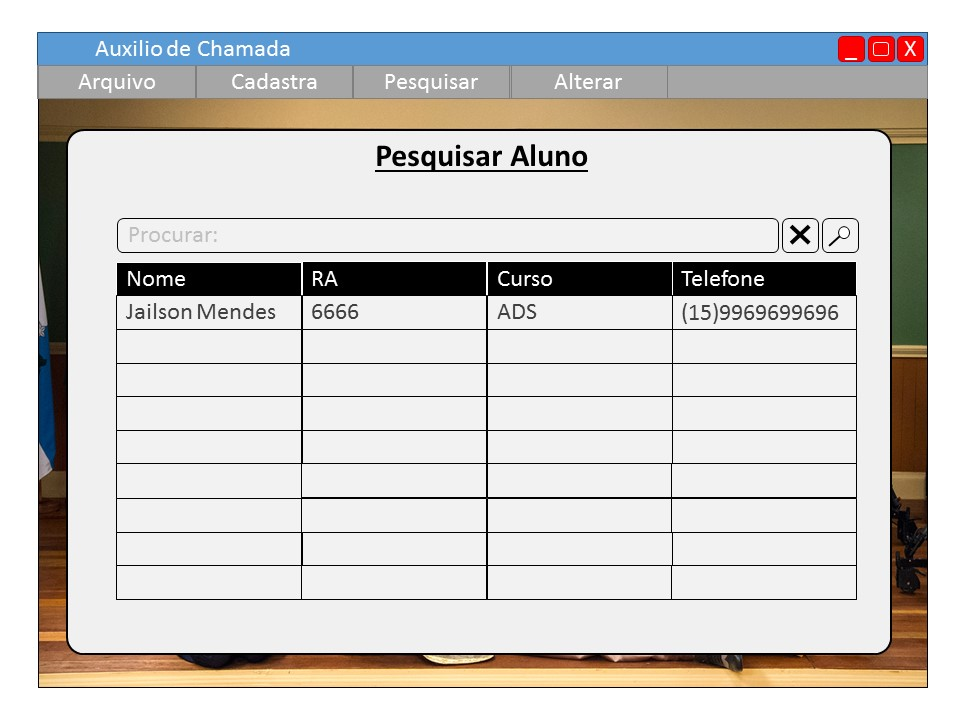 Auxilio de Chamada
_ X
Arquivo Cadastra Pesquisar Alterar
Pesquisar Aluno
Procurar:
Nome RA Curso Telefone
Jailson Mendes 6666 ADS (15)9969699696